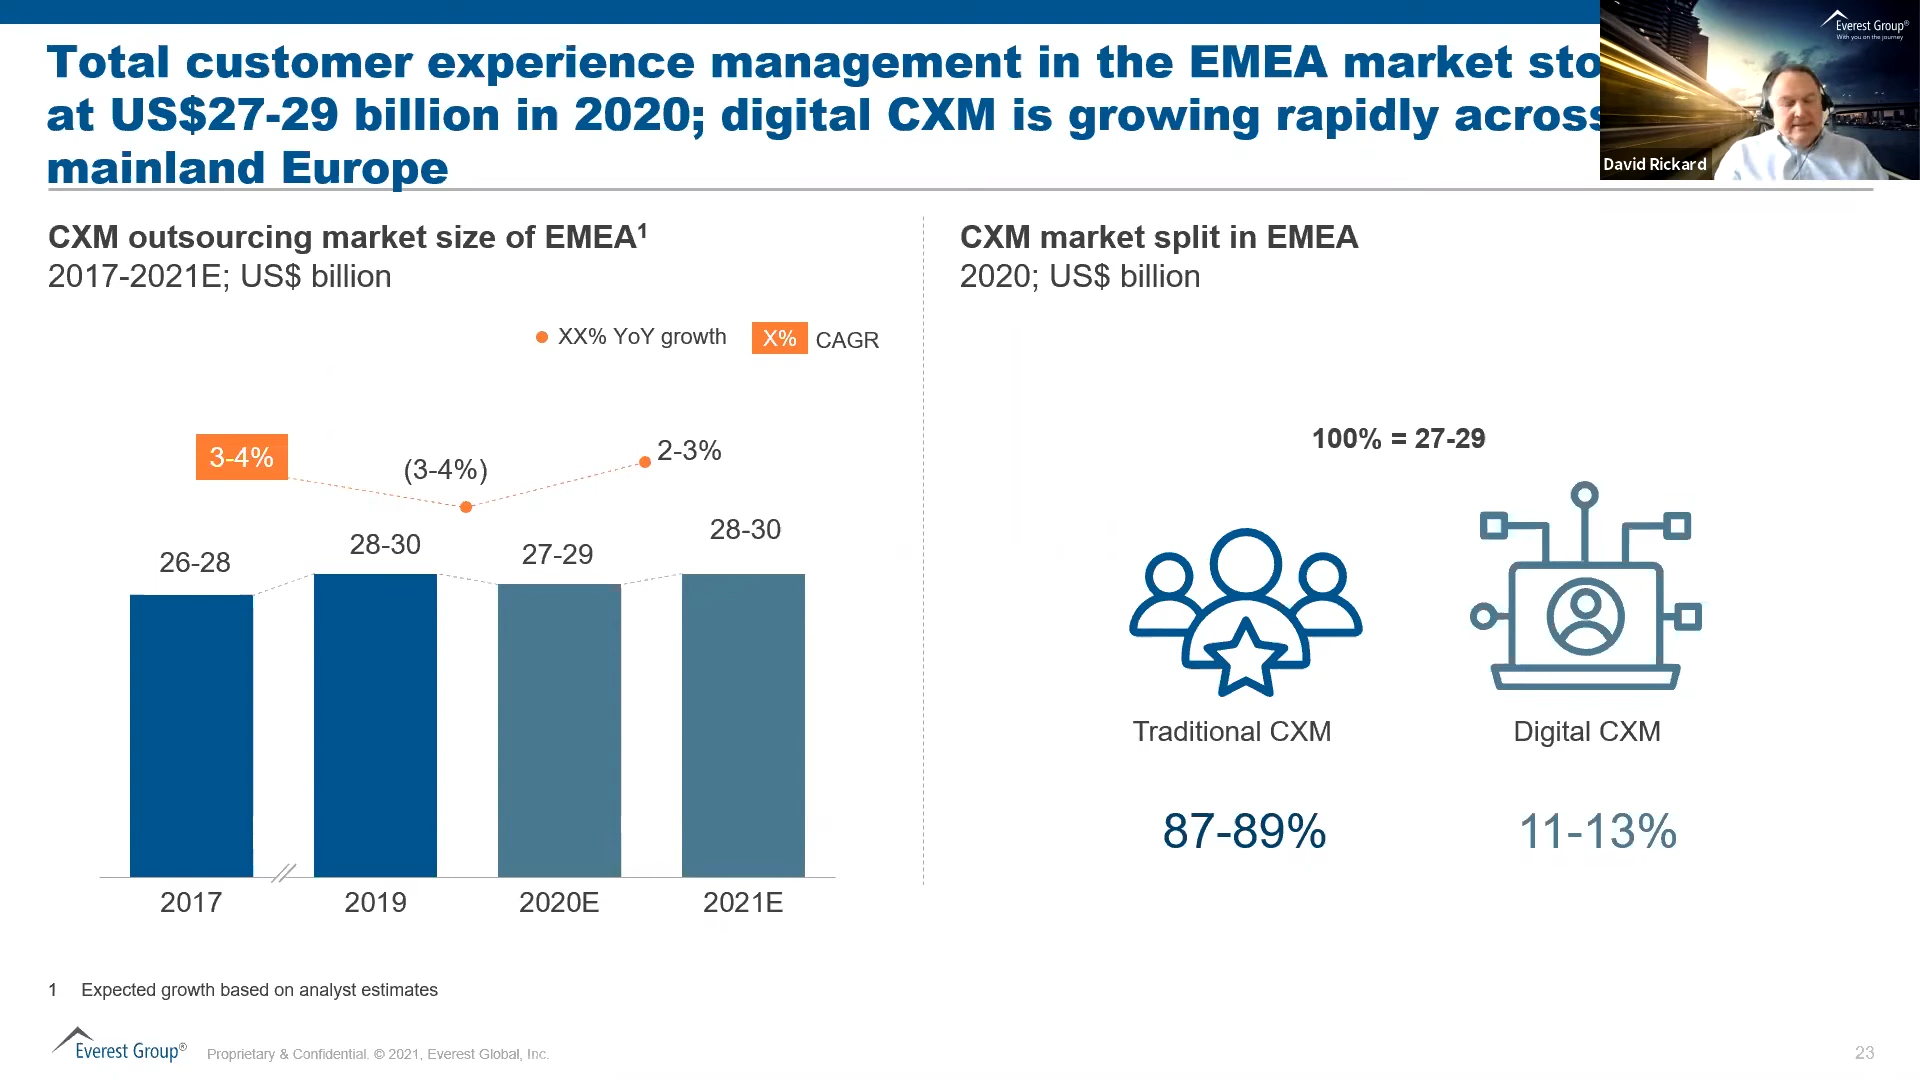 Total customer experience management in the EMEA market sto
at US$27-29 billion in 2020; digital CXM is growing rapidly across
mainland Europe
Everest Group®
With you on the journey
David Rickard
CXM outsourcing market size of EMEA¹
2017-2021E; US$ billion
XX% YoY growth
X% CAGR
3-4%
(3-4%)
2-3%
26-28
28-30
27-29
28-30
2017
2019
2020E
2021E
CXM market split in EMEA
2020; US$ billion
100% = 27-29
Traditional CXM
Digital CXM
87-89%
11-13%
1 Expected growth based on analyst estimates
Everest Group®
Proprietary & Confidential. © 2021, Everest Global, Inc.
23